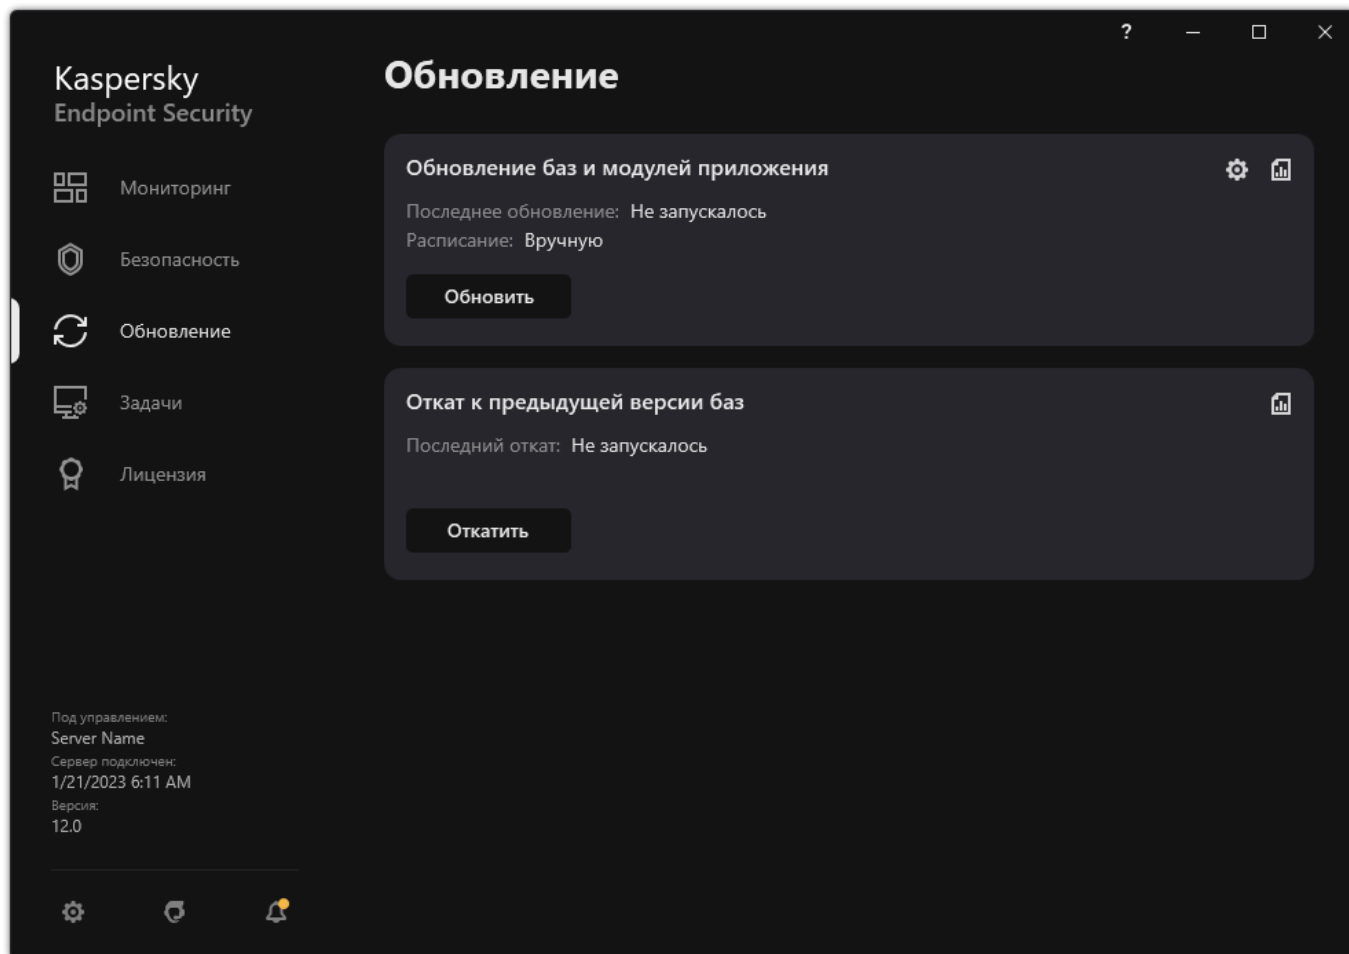 ?
Kaspersky
Endpoint Security
Мониторинг
Безопасность
Обновление
Задачи
Лицензия
Под управлением:
Server Name
Сервер подключен:
1/21/2023 6:11 AM
Версия:
12.0
Обновление
Обновление баз и модулей приложения
Последнее обновление: Не запускалось
Расписание: Вручную
Обновить
Откат к предыдущей версии баз
Последний откат: Не запускалось
Откатить